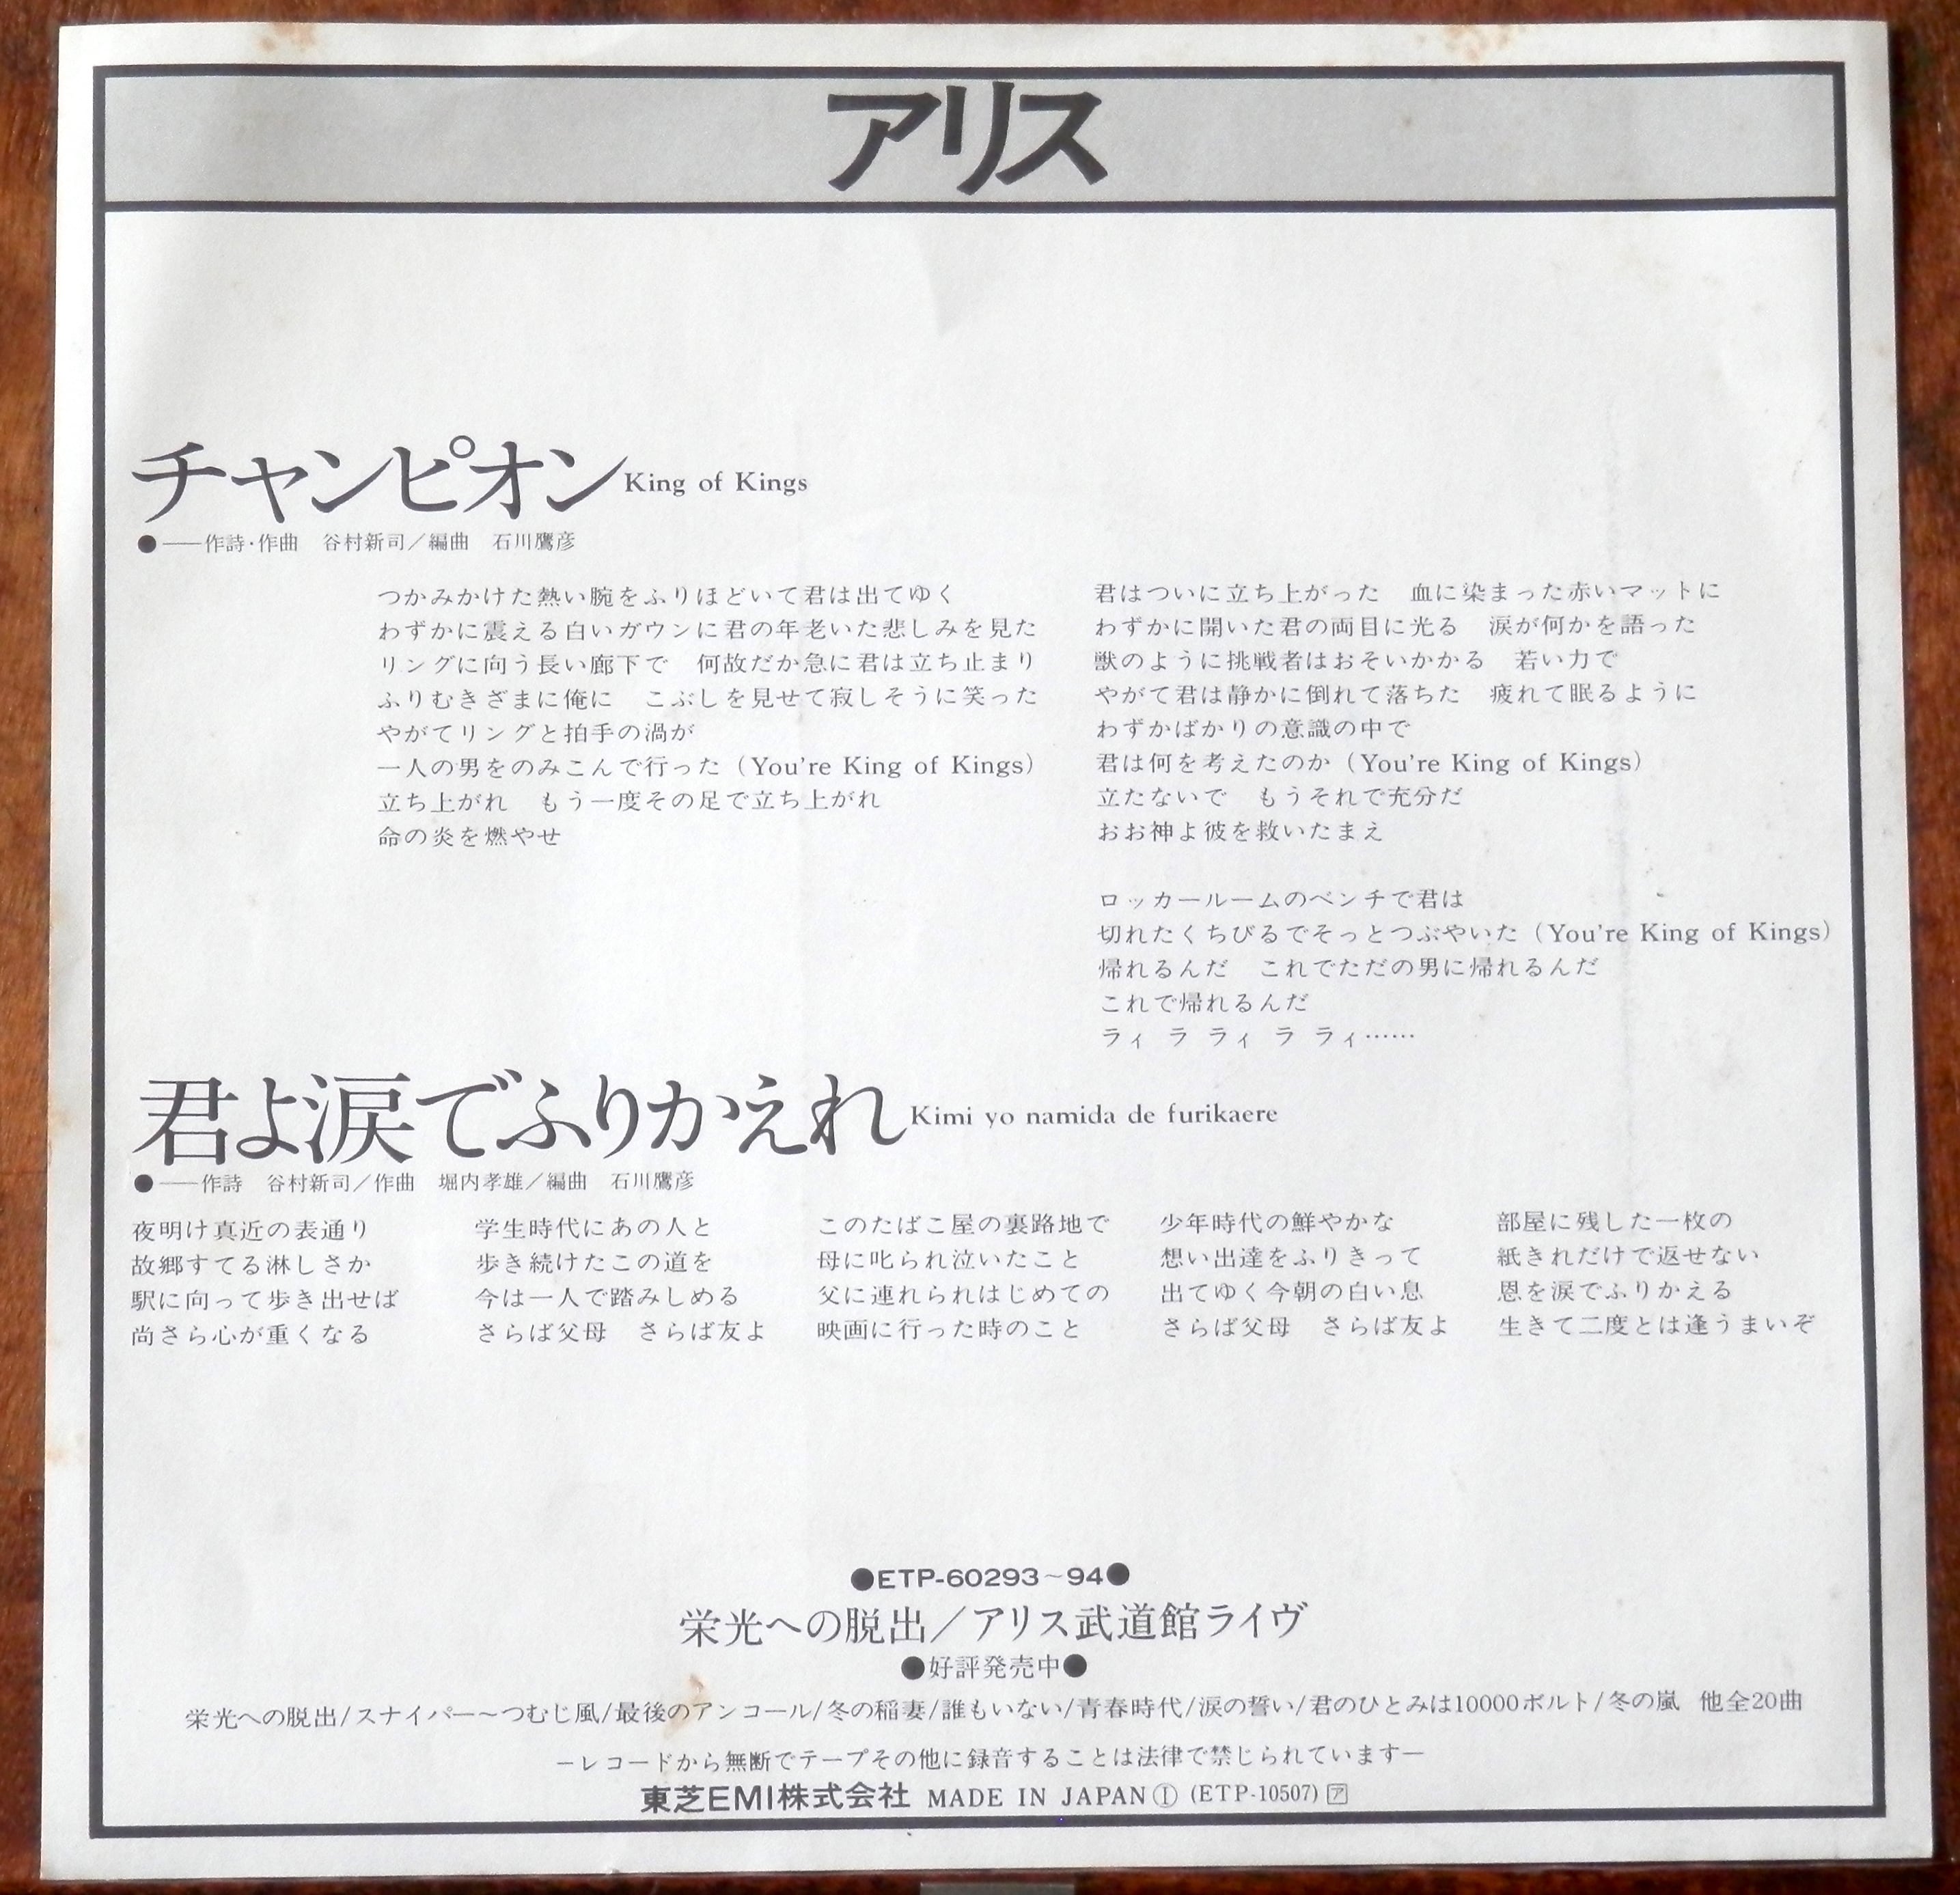 アリス
チャンピオン King of Kings
●──作詩・作曲　谷村新司／編曲　石川鷹彦
つかみかけた熱い腕をふりほどいて君は出てゆく
わずかに震える白いガウンに君の年老いた悲しみを見た
リングに向う長い廊下で　何故だか急に君は立ち止まり
ふりむきざまに俺に　こぶしを見せて寂しそうに笑った
やがてリングと拍手の渦が
一人の男をのみこんで行った（You're King of Kings）
立ち上がれ　もう一度その足で立ち上がれ
命の炎を燃やせ
君はついに立ち上がった　血に染まった赤いマットに
わずかに開いた君の両目に光る　涙が何かを語った
獣のように挑戦者はおそいかかる　若い力で
やがて君は静かに倒れて落ちた　疲れて眠るように
わずかばかりの意識の中で
君は何を考えたのか（You're King of Kings）
立たないで　もうそれで充分だ
おお神よ彼を救いたまえ
ロッカールームのベンチで君は
切れたくちびるでそっとつぶやいた（You're King of Kings）
帰れるんだ　これでただの男に帰れるんだ
これで帰れるんだ
ライ ラ ライ ラ ライ……
君よ涙でふりかえれ Kimi yo namida de furikaere
●──作詩　谷村新司／作曲　堀内孝雄／編曲　石川鷹彦
夜明け真近の表通り
故郷すてる淋しさか
駅に向って歩き出せば
尚さら心が重くなる
学生時代にあの人と
歩き続けたこの道を
今は一人で踏みしめる
さらば父母　さらば友よ
このたばこ屋の裏路地で
母に叱られ泣いたこと
父に連れられはじめての
映画に行った時のこと
少年時代の鮮やかな
想い出達をふりきって
出てゆく今朝の白い息
さらば父母　さらば友よ
部屋に残した一枚の
紙きれだけで返せない
恩を涙でふりかえる
生きて二度とは逢うまいぞ
●ETP-60293～94●
栄光への脱出／アリス武道館ライヴ
●好評発売中●
栄光への脱出/スナイパー～つむじ風/最後のアンコール/冬の稲妻/誰もいない/青春時代/涙の誓い/君のひとみは10000ボルト/冬の嵐　他全20曲
－レコードから無断でテープその他に録音することは法律で禁じられています－
東芝EMI株式会社 MADE IN JAPAN Ⓘ (ETP-10507) ア